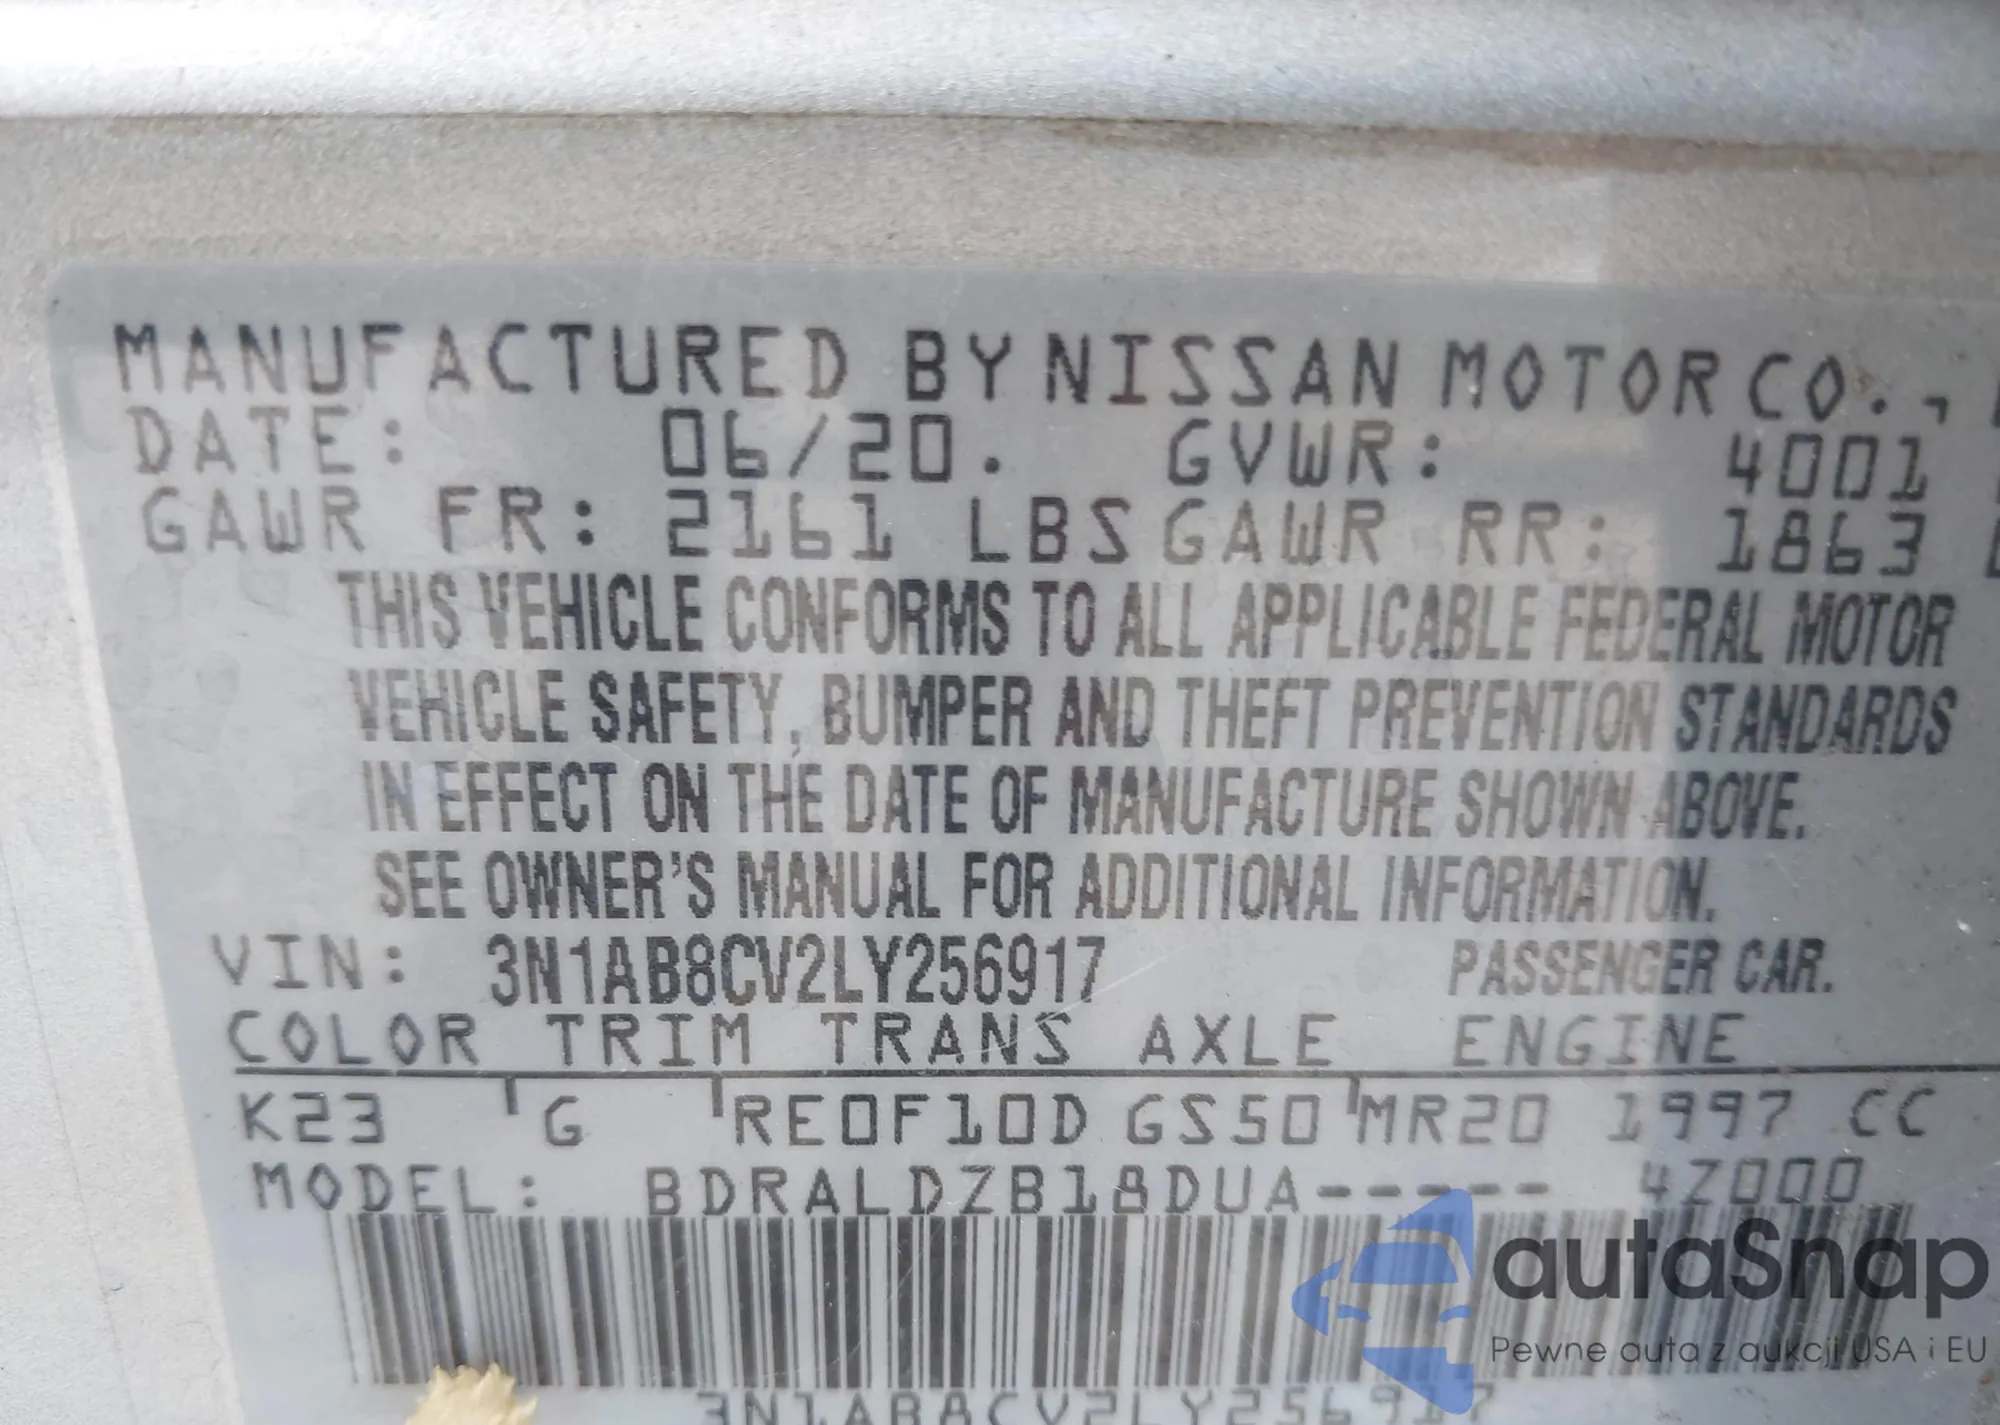 MANUFACTURED BY NISSAN MOTOR CO.,
DATE: 06/20. GVWR: 4001
GAWR FR: 2161 LBS GAWR RR: 1863
THIS VEHICLE CONFORMS TO ALL APPLICABLE FEDERAL MOTOR
VEHICLE SAFETY, BUMPER AND THEFT PREVENTION STANDARDS
IN EFFECT ON THE DATE OF MANUFACTURE SHOWN ABOVE.
SEE OWNER'S MANUAL FOR ADDITIONAL INFORMATION.
VIN: 3N1AB8CV2LY256917 PASSENGER CAR.
COLOR TRIM TRANS AXLE ENGINE
K23 G RE0F10D GS50 MR20 1997 CC
MODEL: BDRALDZB18DUA----- 4Z000
3N1AB8CV2LY256917
autaSnap
Pewne auta z aukcji USA i EU